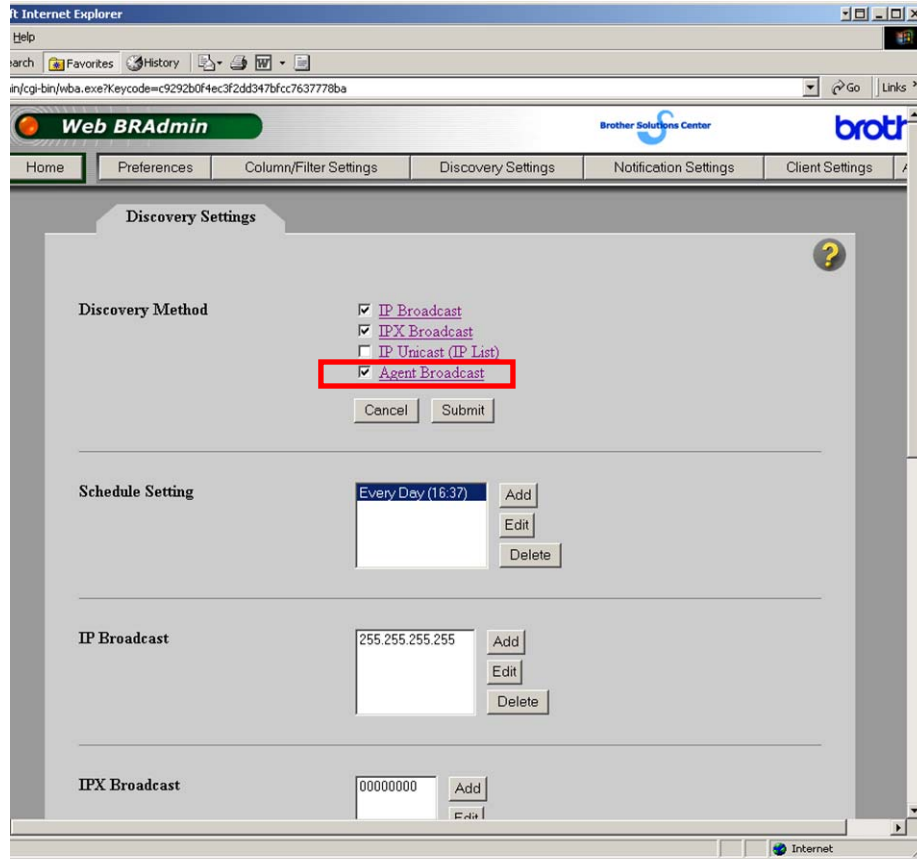 ft Internet Explorer
Help
earch Favorites History
in/cgi-bin/wba.exe?Keycode=c9292b0f4ec3f2dd347bfcc7637778ba Go Links »
Web BRAdmin Brother Solutions Center broth
Home Preferences Column/Filter Settings Discovery Settings Notification Settings Client Settings A
Discovery Settings
?
Discovery Method
IP Broadcast
IPX Broadcast
IP Unicast (IP List)
Agent Broadcast
Cancel Submit
Schedule Setting
Every Day (16:37) Add
Edit
Delete
IP Broadcast
255.255.255.255 Add
Edit
Delete
IPX Broadcast
00000000 Add
Edit
Internet